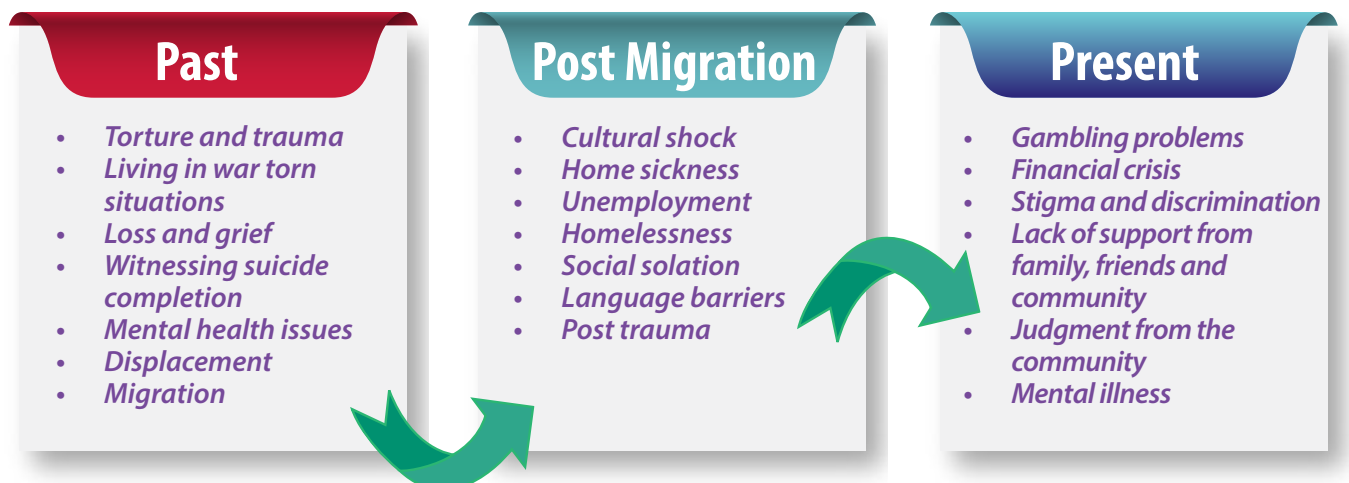 Past
• Torture and trauma
• Living in war torn
situations
• Loss and grief
• Witnessing suicide
completion
• Mental health issues
• Displacement
• Migration
Post Migration
• Cultural shock
• Home sickness
• Unemployment
• Homelessness
• Social solation
• Language barriers
• Post trauma
Present
• Gambling problems
• Financial crisis
• Stigma and discrimination
• Lack of support from
family, friends and
community
• Judgment from the
community
• Mental illness